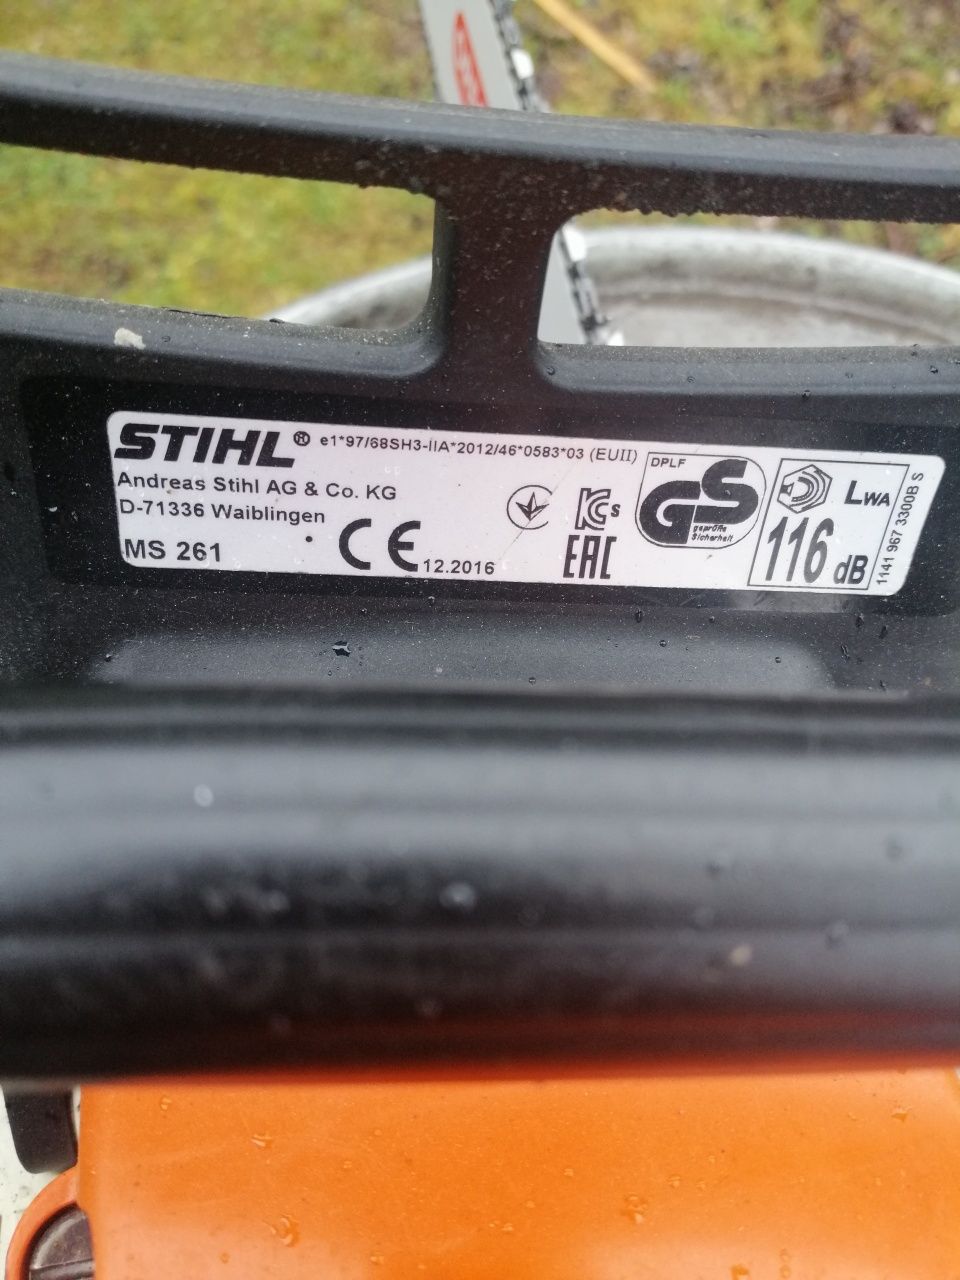 STIHL® e1*97/68SH3-IIA*2012/46*0583*03 (EUII)
Andreas Stihl AG & Co. KG
D-71336 Waiblingen
MS 261
CE 12.2016
KCs
EAC
DPLF
GS
geprüfte
Sicherheit
LWA
116 dB
1141 967 3300B S